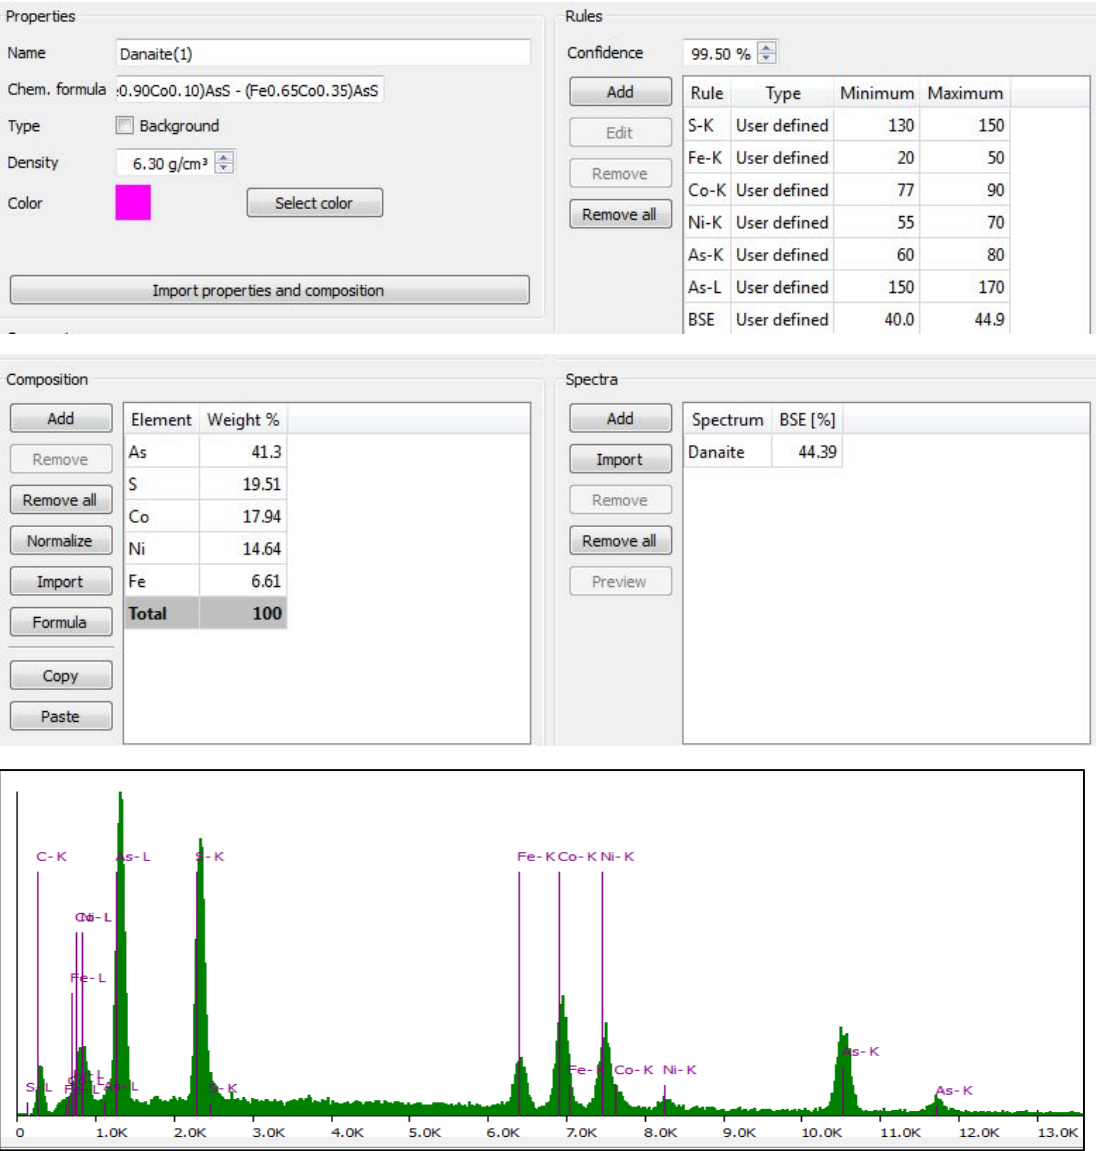 Properties
Name Danaite(1)
Chem. formula :0.90Co0.10)AsS - (Fe0.65Co0.35)AsS
Type Background
Density 6.30 g/cm³
Color Select color
Import properties and composition
Rules
Confidence 99.50 %
Add
Edit
Remove
Remove all
Rule Type Minimum Maximum
S-K User defined 130 150
Fe-K User defined 20 50
Co-K User defined 77 90
Ni-K User defined 55 70
As-K User defined 60 80
As-L User defined 150 170
BSE User defined 40.0 44.9
Composition
Add
Remove
Remove all
Normalize
Import
Formula
Copy
Paste
Element Weight %
As 41.3
S 19.51
Co 17.94
Ni 14.64
Fe 6.61
Total 100
Spectra
Add
Import
Remove
Remove all
Preview
Spectrum BSE [%]
Danaite 44.39
C-K As-L S-K Fe-K Co-K Ni-K
Ni-L
Fe-L
As-K
Fe-K Co-K Ni-K
S-L S-K As-K
0 1.0K 2.0K 3.0K 4.0K 5.0K 6.0K 7.0K 8.0K 9.0K 10.0K 11.0K 12.0K 13.0K